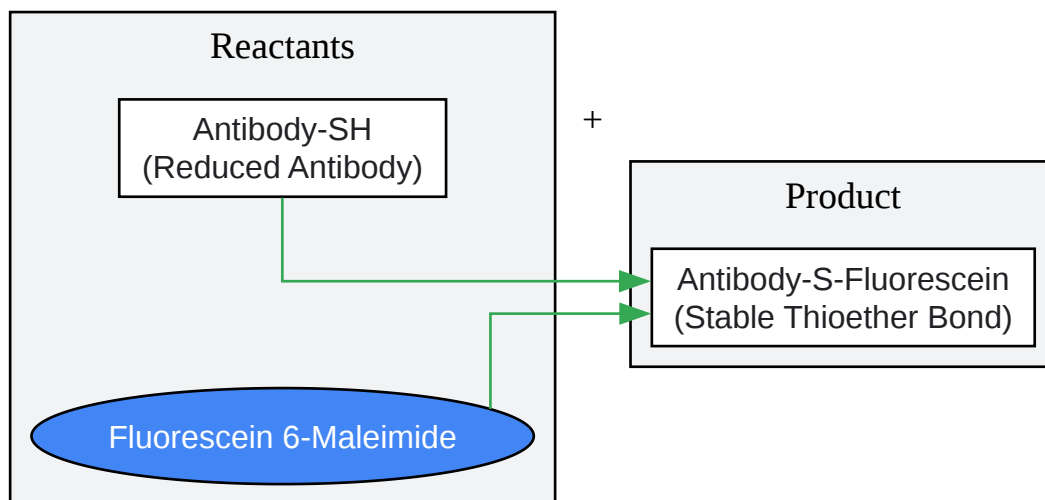 Reactants
Antibody-SH
(Reduced Antibody)
+
Product
Antibody-S-Fluorescein
(Stable Thioether Bond)
Fluorescein 6-Maleimide